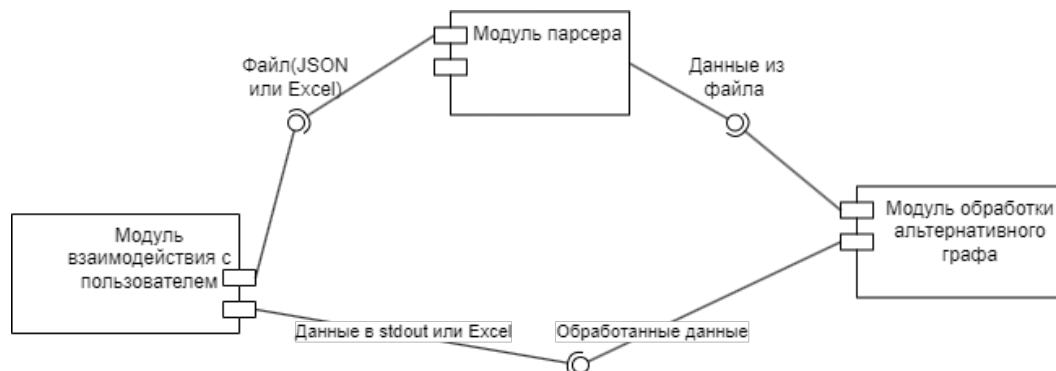 Модуль парсера
Файл(JSON
или Excel)
Данные из
файла
Модуль обработки
альтернативного
графа
Модуль
взаимодействия с
пользователем
Данные в stdout или Excel
Обработанные данные